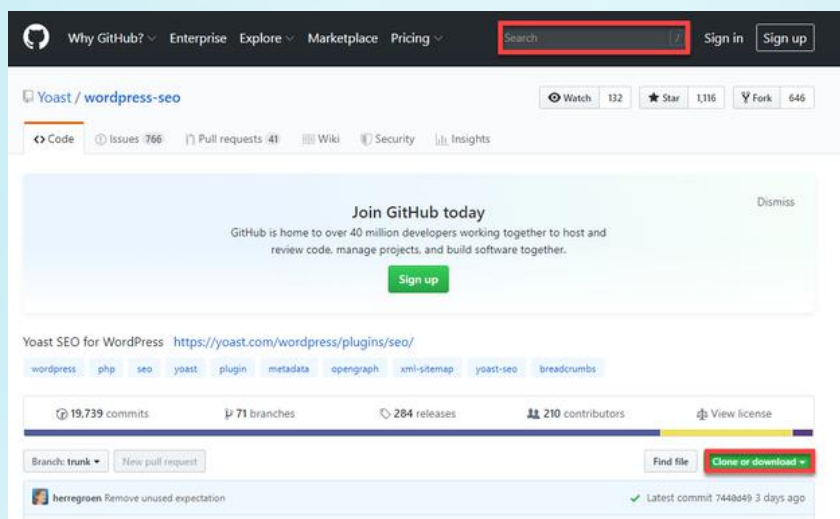 Why GitHub? Enterprise Explore Marketplace Pricing Search / Sign in Sign up
Yoast / wordpress-seo Watch 132 Star 1,116 Fork 646
Code Issues 766 Pull requests 41 Wiki Security Insights
Dismiss
Join GitHub today
GitHub is home to over 40 million developers working together to host and
review code, manage projects, and build software together.
Sign up
Yoast SEO for WordPress https://yoast.com/wordpress/plugins/seo/
wordpress php seo yoast plugin metadata opengraph xml-sitemap yoast-seo breadcrumbs
19,739 commits 71 branches 284 releases 210 contributors View license
Branch: trunk New pull request Find file Clone or download
herregroen Remove unused expectation Latest commit 7440d49 3 days ago